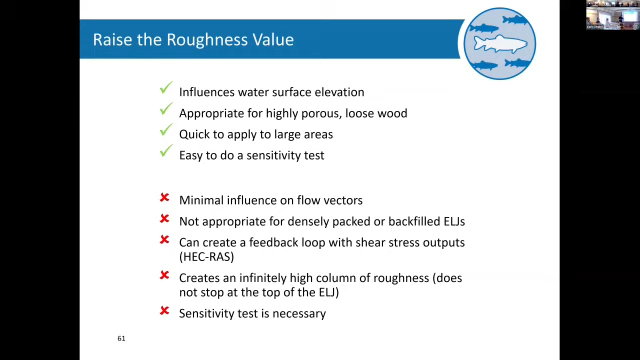 Raise the Roughness Value
Influences water surface elevation
Appropriate for highly porous, loose wood
Quick to apply to large areas
Easy to do a sensitivity test
Minimal influence on flow vectors
Not appropriate for densely packed or backfilled ELJs
Can create a feedback loop with shear stress outputs
(HEC-RAS)
Creates an infinitely high column of roughness (does
not stop at the top of the ELJ)
Sensitivity test is necessary
61